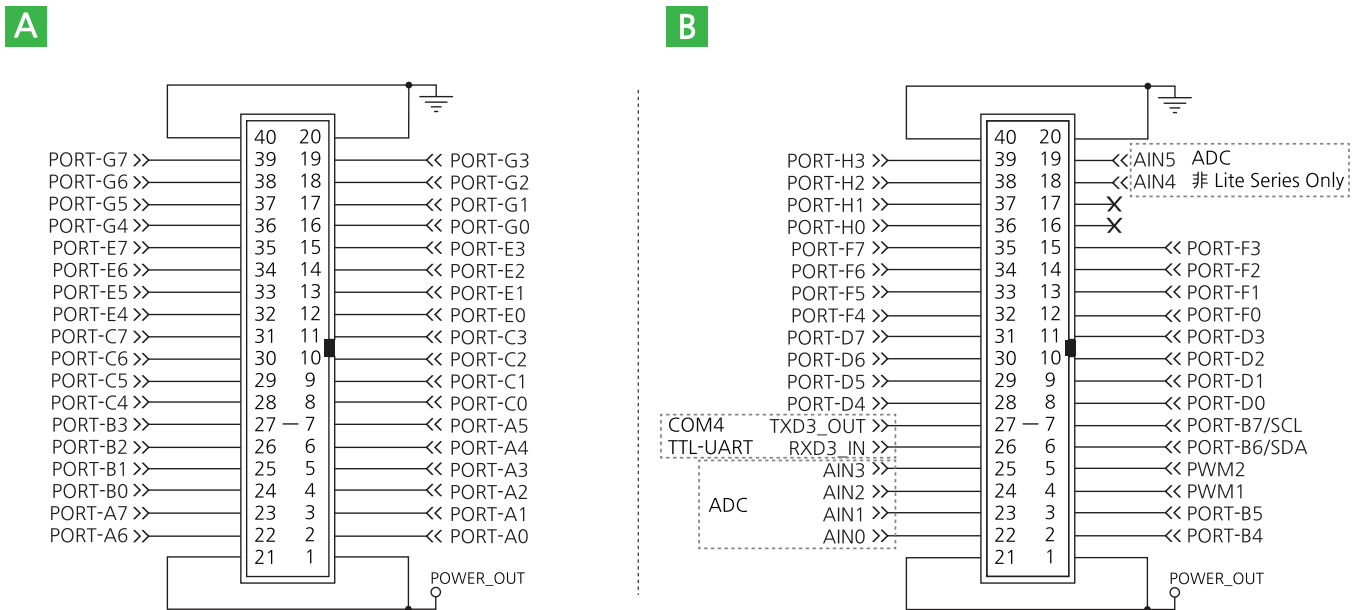 A
40 20
PORT-G7 39 19 PORT-G3
PORT-G6 38 18 PORT-G2
PORT-G5 37 17 PORT-G1
PORT-G4 36 16 PORT-G0
PORT-E7 35 15 PORT-E3
PORT-E6 34 14 PORT-E2
PORT-E5 33 13 PORT-E1
PORT-E4 32 12 PORT-E0
PORT-C7 31 11 PORT-C3
PORT-C6 30 10 PORT-C2
PORT-C5 29 9 PORT-C1
PORT-C4 28 8 PORT-C0
PORT-B3 27 — 7 PORT-A5
PORT-B2 26 6 PORT-A4
PORT-B1 25 5 PORT-A3
PORT-B0 24 4 PORT-A2
PORT-A7 23 3 PORT-A1
PORT-A6 22 2 PORT-A0
21 1
POWER_OUT
B
40 20
PORT-H3 39 19 AIN5 ADC
PORT-H2 38 18 AIN4 非 Lite Series Only
PORT-H1 37 17
PORT-H0 36 16
PORT-F7 35 15 PORT-F3
PORT-F6 34 14 PORT-F2
PORT-F5 33 13 PORT-F1
PORT-F4 32 12 PORT-F0
PORT-D7 31 11 PORT-D3
PORT-D6 30 10 PORT-D2
PORT-D5 29 9 PORT-D1
PORT-D4 28 8 PORT-D0
COM4 TXD3_OUT 27 — 7 PORT-B7/SCL
TTL-UART RXD3_IN 26 6 PORT-B6/SDA
AIN3 25 5 PWM2
AIN2 24 4 PWM1
ADC
AIN1 23 3 PORT-B5
AIN0 22 2 PORT-B4
21 1
POWER_OUT